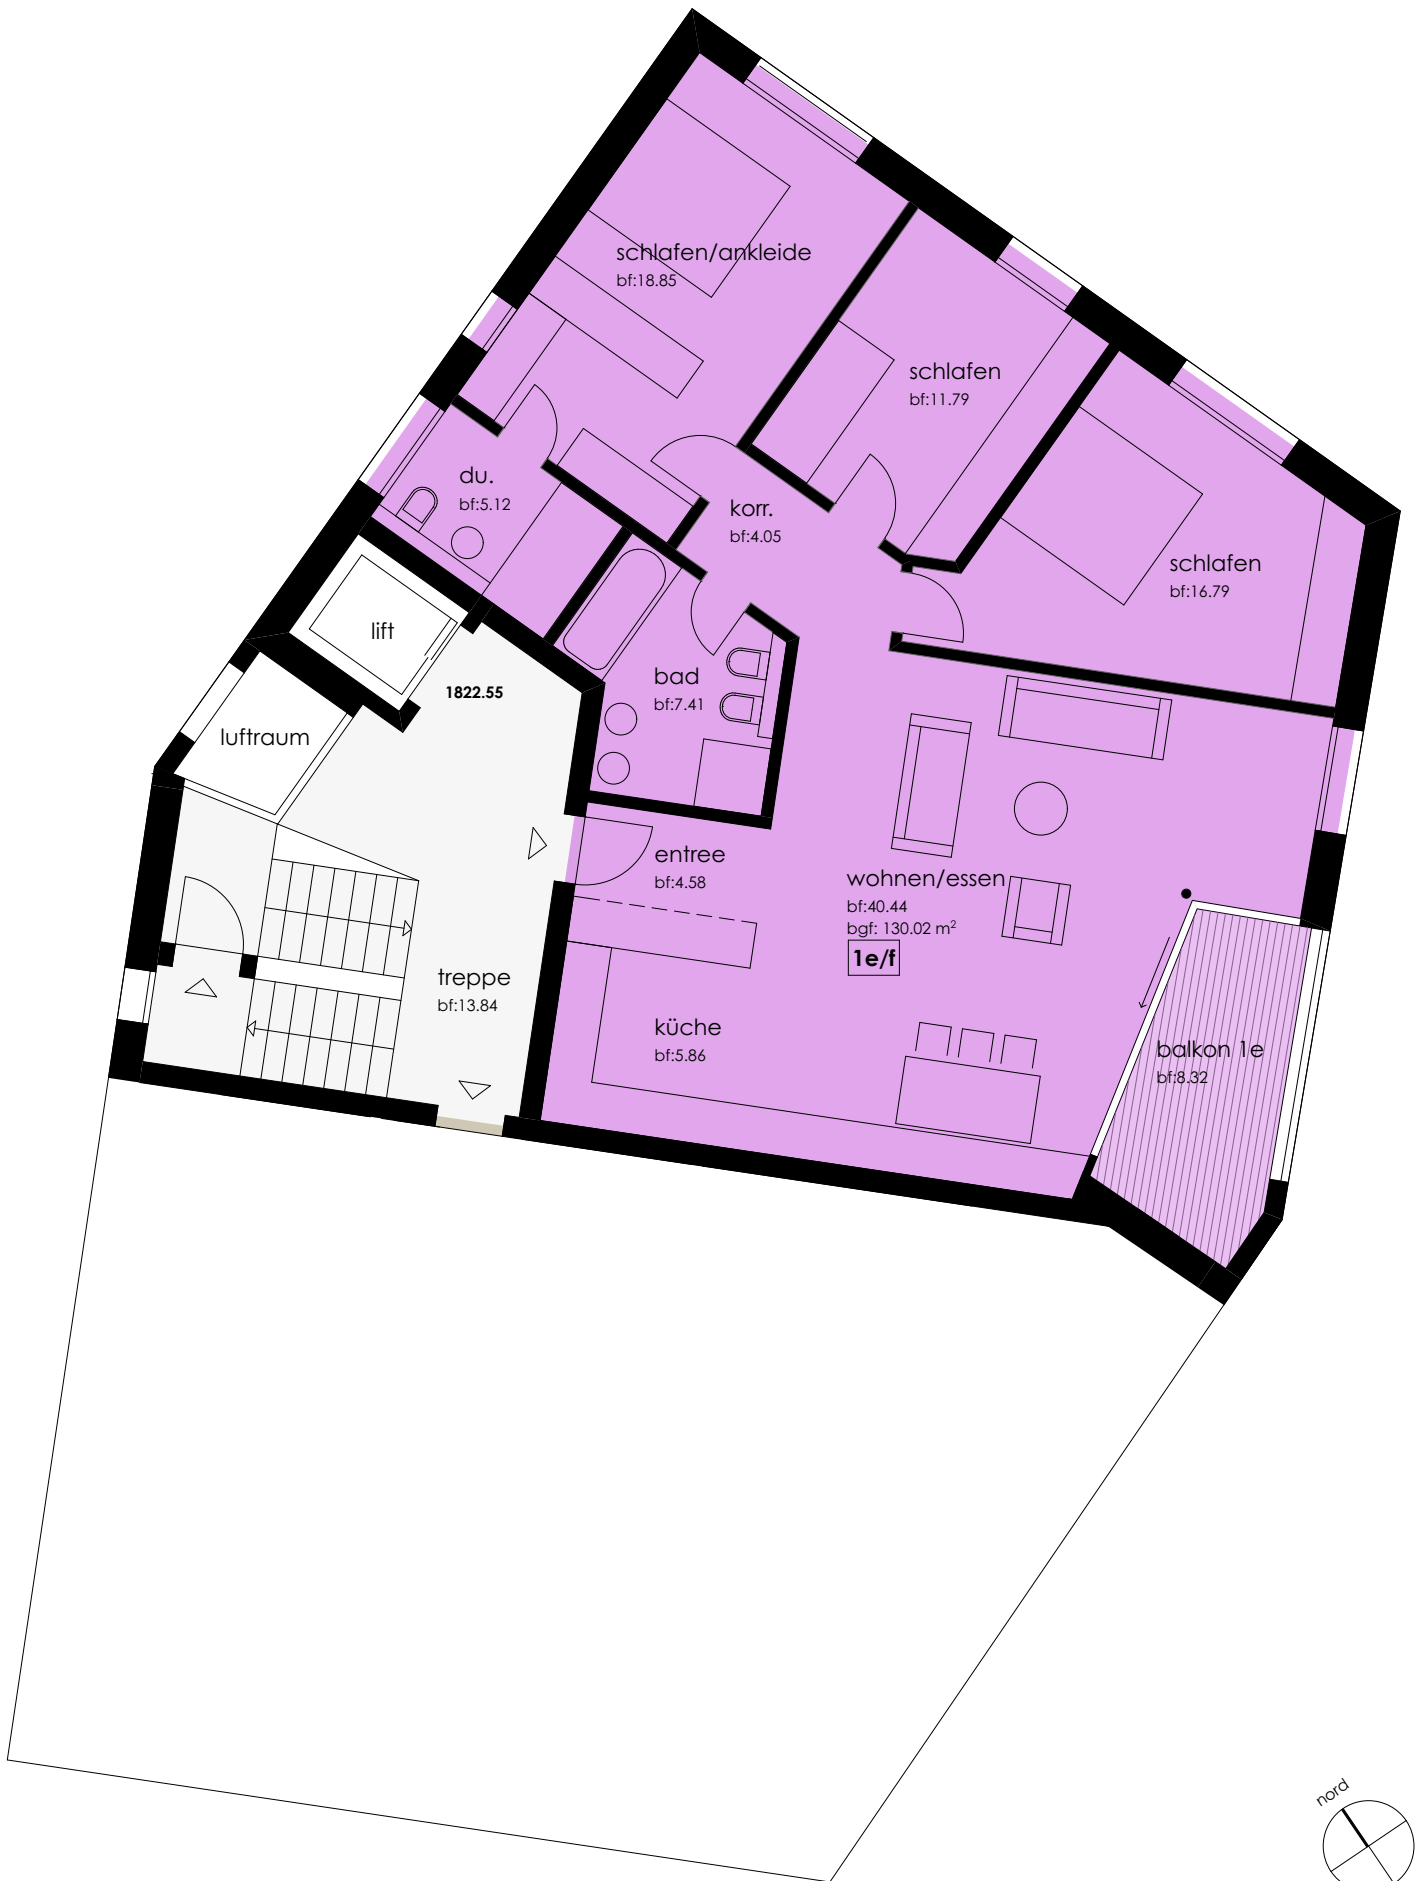 schlafen/ankleide
bf:18.85
schlafen
bf:11.79
du.
bf:5.12
korr.
bf:4.05
schlafen
bf:16.79
lift
1822.55
bad
bf:7.41
luftraum
entree
bf:4.58
wohnen/essen
bf:40.44
bgf: 130.02 m²
1e/f
treppe
bf:13.84
küche
bf:5.86
balkon 1e
bf:8.32
nord